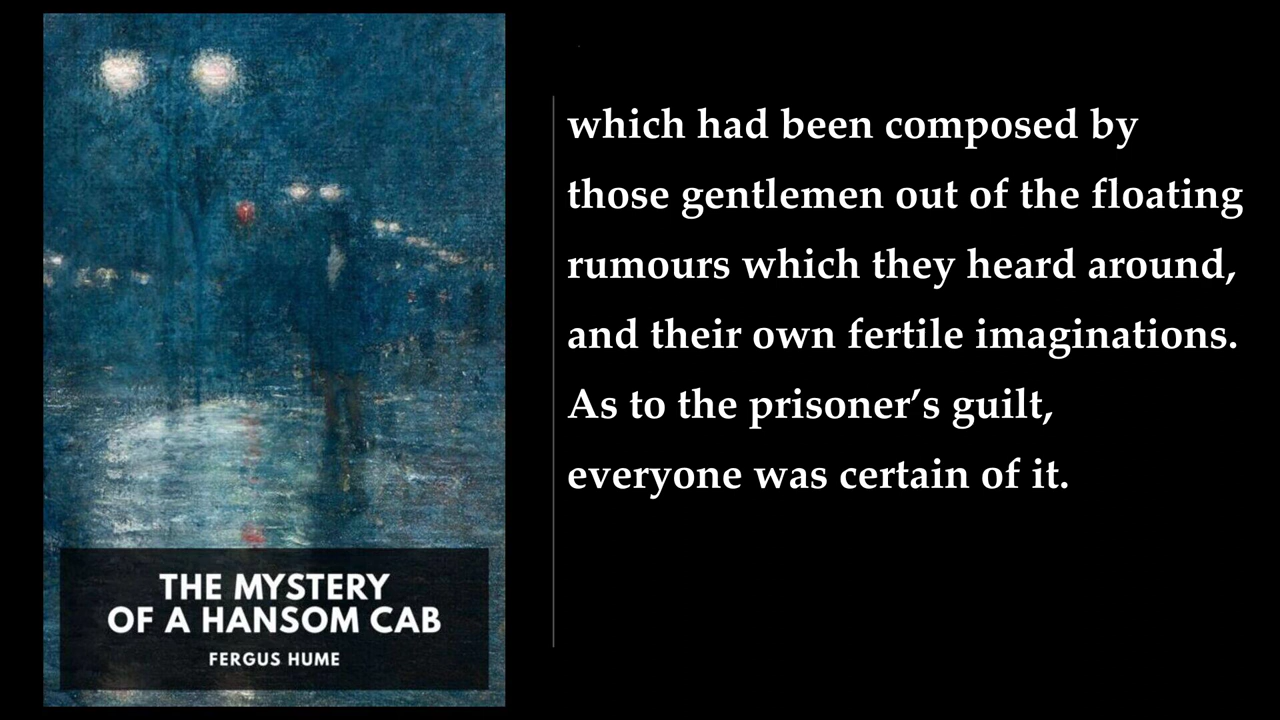 which had been composed by
those gentlemen out of the floating
rumours which they heard around,
and their own fertile imaginations.
As to the prisoner’s guilt,
everyone was certain of it.
THE MYSTERY
OF A HANSOM CAB
FERGUS HUME